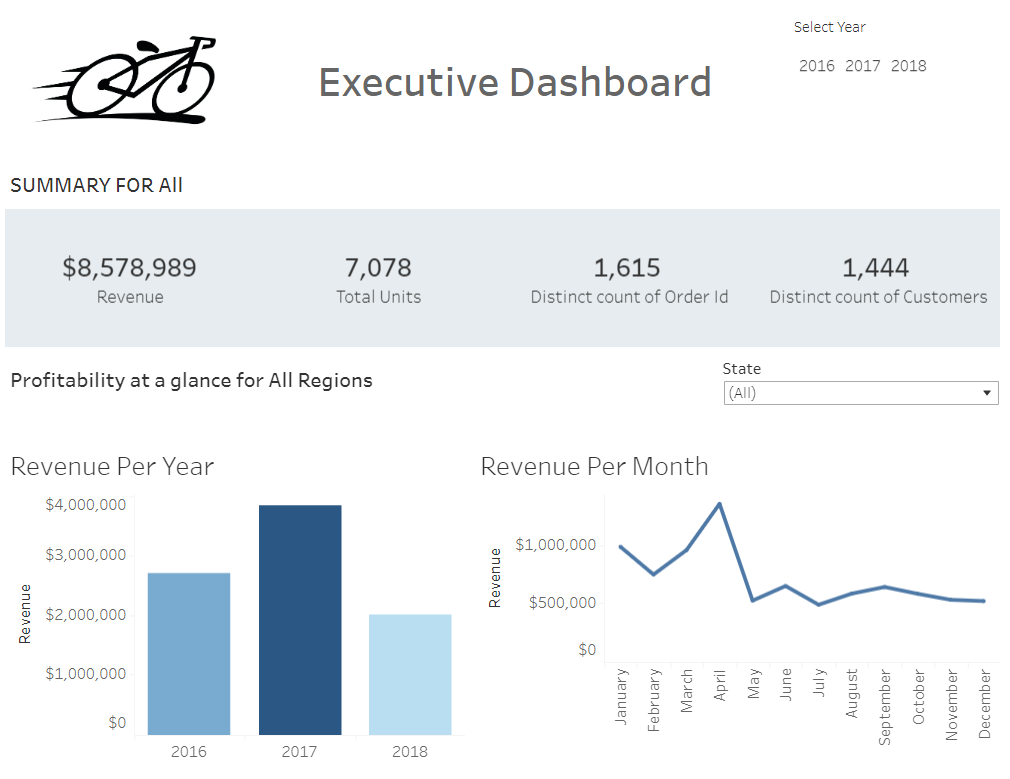 Select Year
2016 2017 2018
Executive Dashboard
SUMMARY FOR All
$8,578,989 7,078 1,615 1,444
Revenue Total Units Distinct count of Order Id Distinct count of Customers
Profitability at a glance for All Regions
State
(All)
Revenue Per Year
$4,000,000
$3,000,000
$2,000,000
$1,000,000
$0
Revenue
2016 2017 2018
Revenue Per Month
$1,000,000
$500,000
$0
Revenue
January
February
March
April
May
June
July
August
September
October
November
December